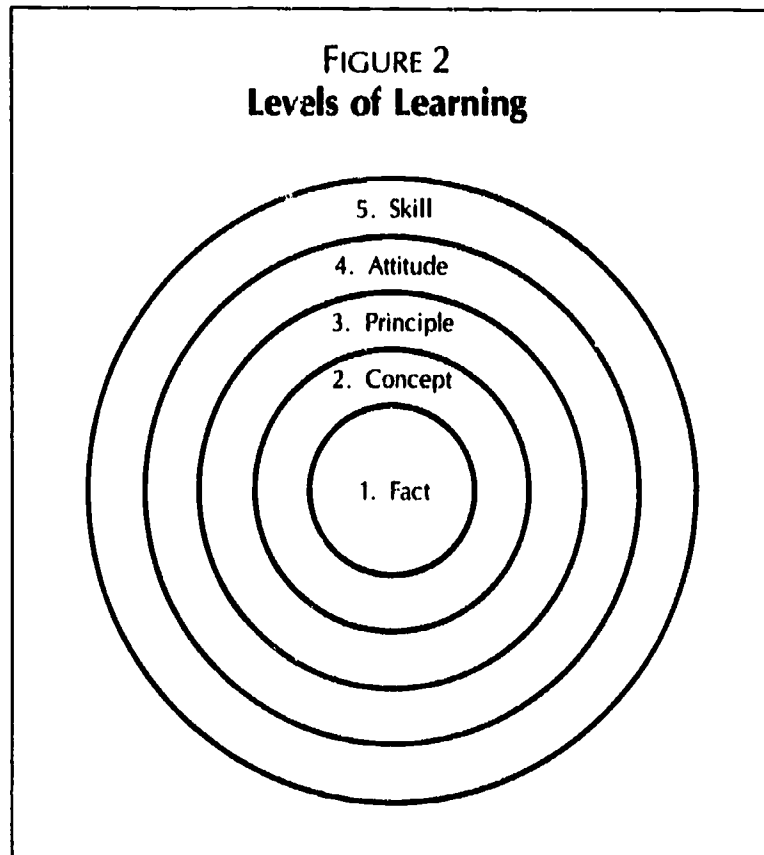 FIGURE 2
Levels of Learning
5. Skill
4. Attitude
3. Principle
2. Concept
1. Fact